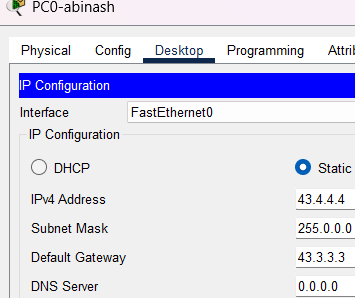 PC0-abinash
Physical Config Desktop Programming
IP Configuration
Interface FastEthernet0
IP Configuration
DHCP Static
IPv4 Address 43.4.4.4
Subnet Mask 255.0.0.0
Default Gateway 43.3.3.3
DNS Server 0.0.0.0